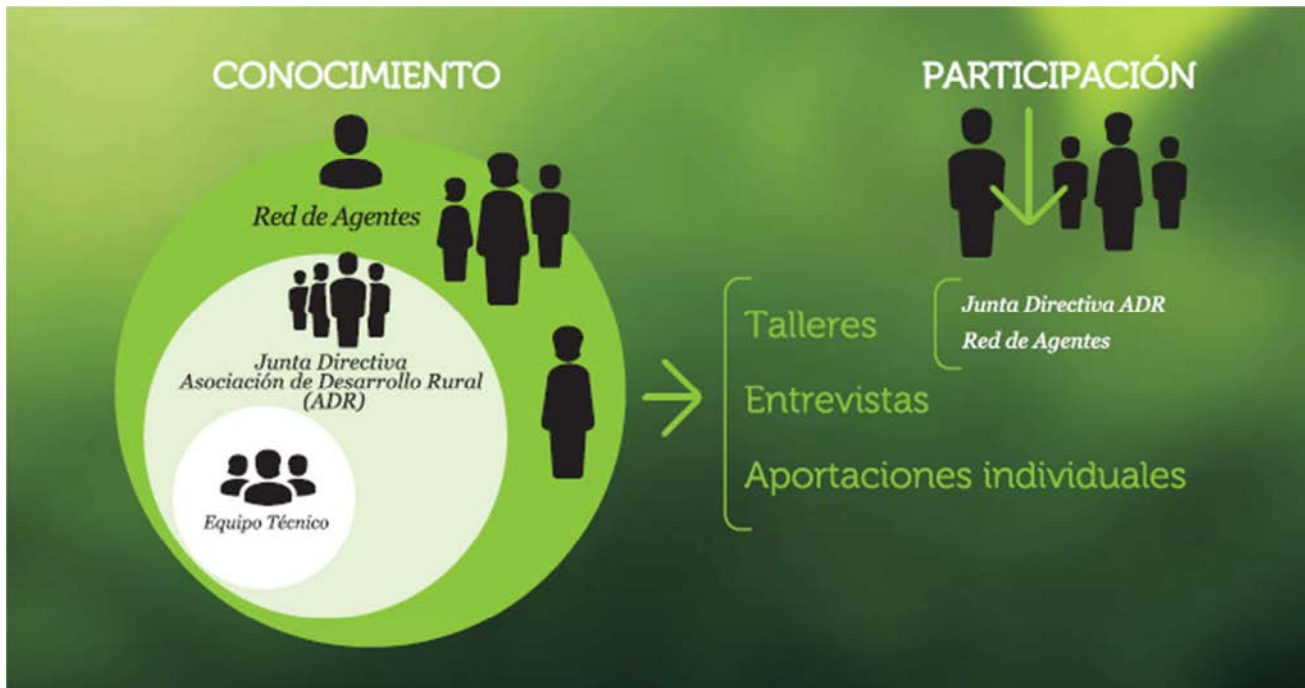 CONOCIMIENTO
Red de Agentes
Junta Directiva
Asociación de Desarrollo Rural
(ADR)
Equipo Técnico
PARTICIPACIÓN
Talleres
Junta Directiva ADR
Red de Agentes
Entrevistas
Aportaciones individuales